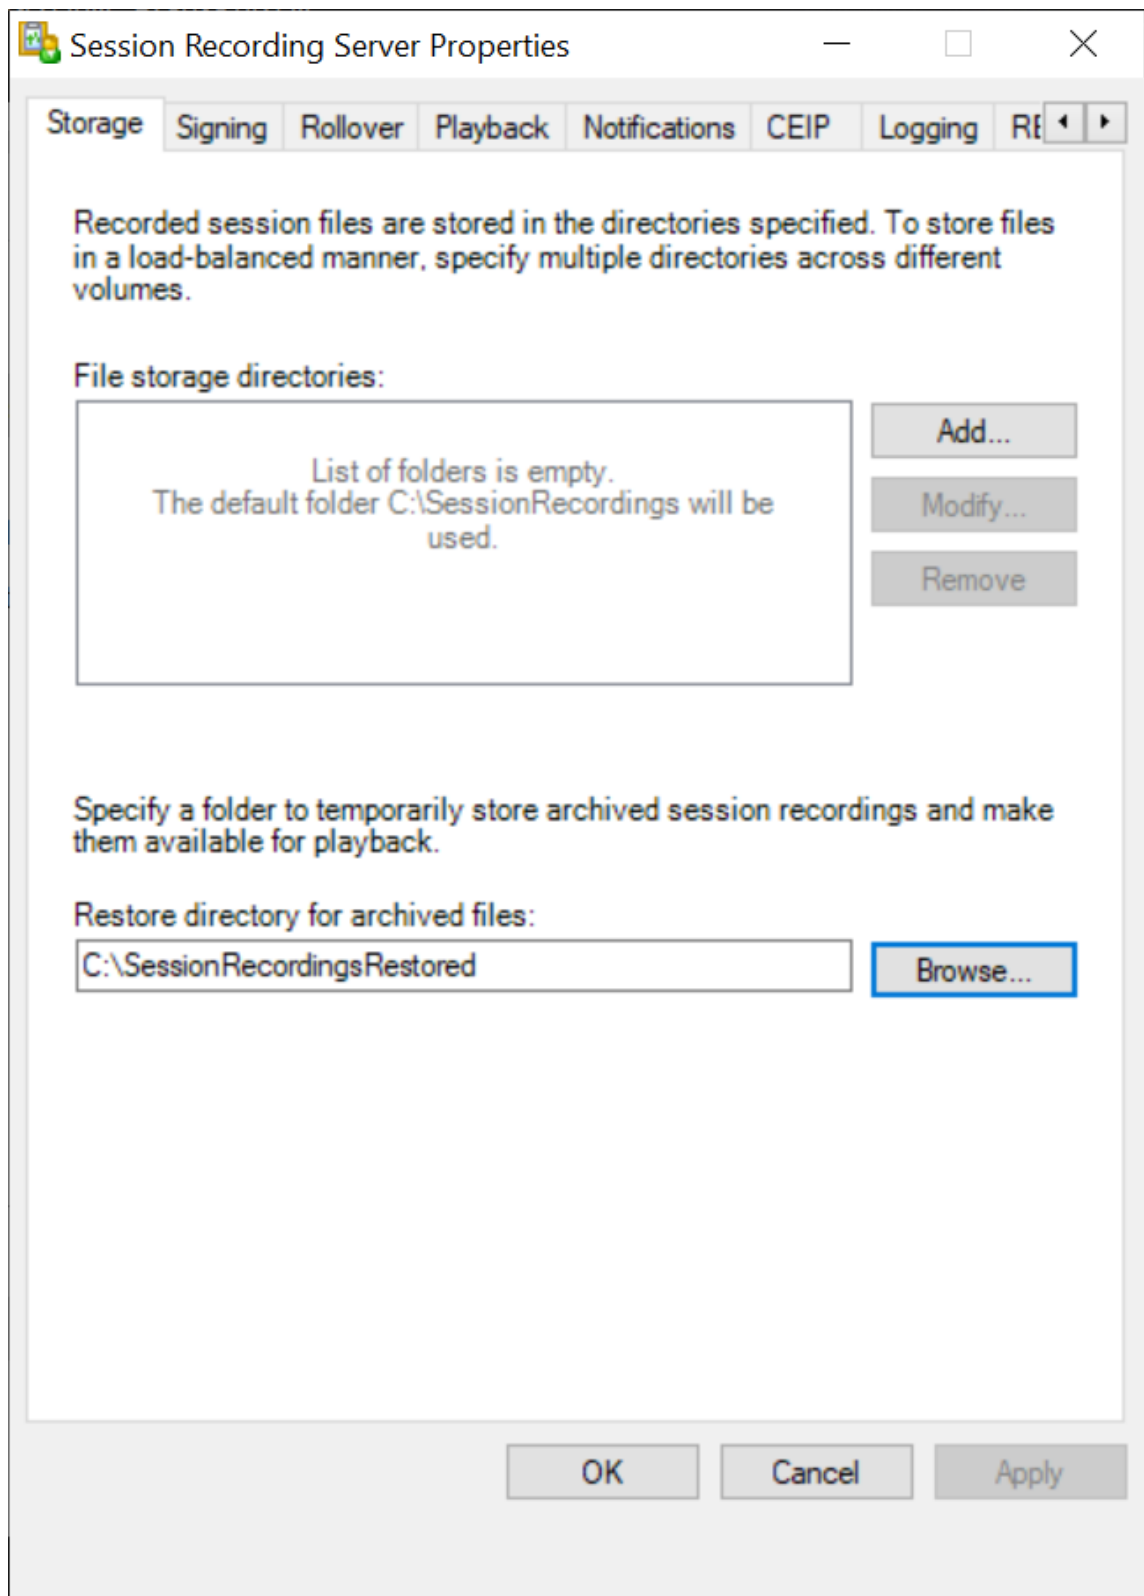 Session Recording Server Properties
Storage
Signing
Rollover
Playback
Notifications
CEIP
Logging
Recorded session files are stored in the directories specified. To store files
in a load-balanced manner, specify multiple directories across different
volumes.
File storage directories:
List of folders is empty.
The default folder C:\SessionRecordings will be
used.
Add...
Modify...
Remove
Specify a folder to temporarily store archived session recordings and make
them available for playback.
Restore directory for archived files:
C:\SessionRecordingsRestored
Browse...
OK
Cancel
Apply